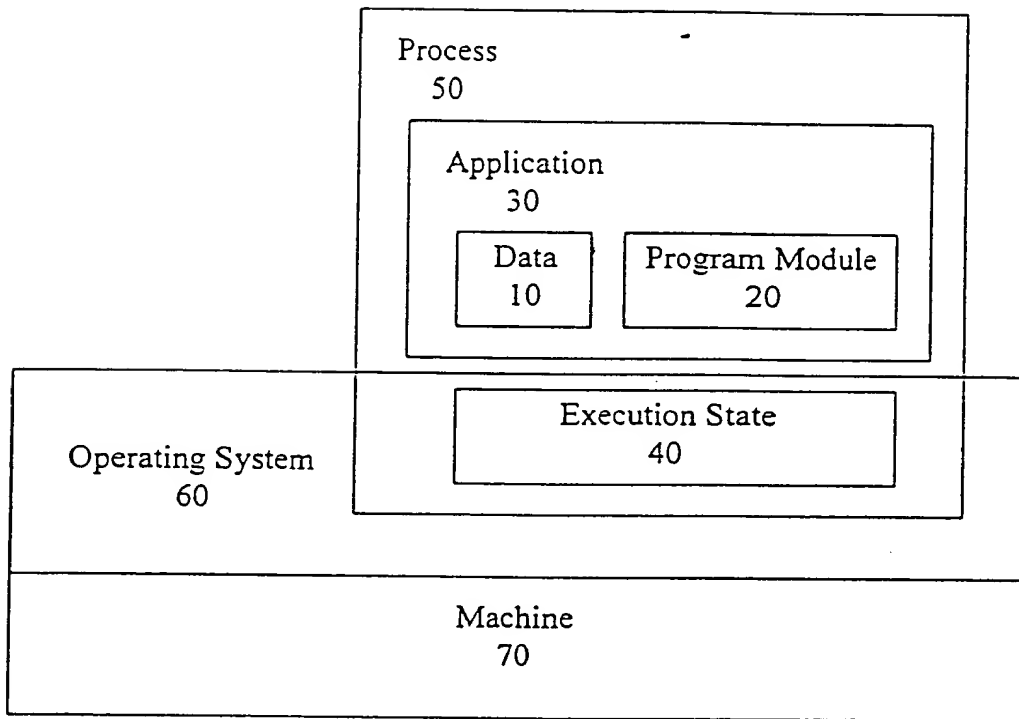 Process
50
Application
30
Data
10
Program Module
20
Execution State
40
Operating System
60
Machine
70